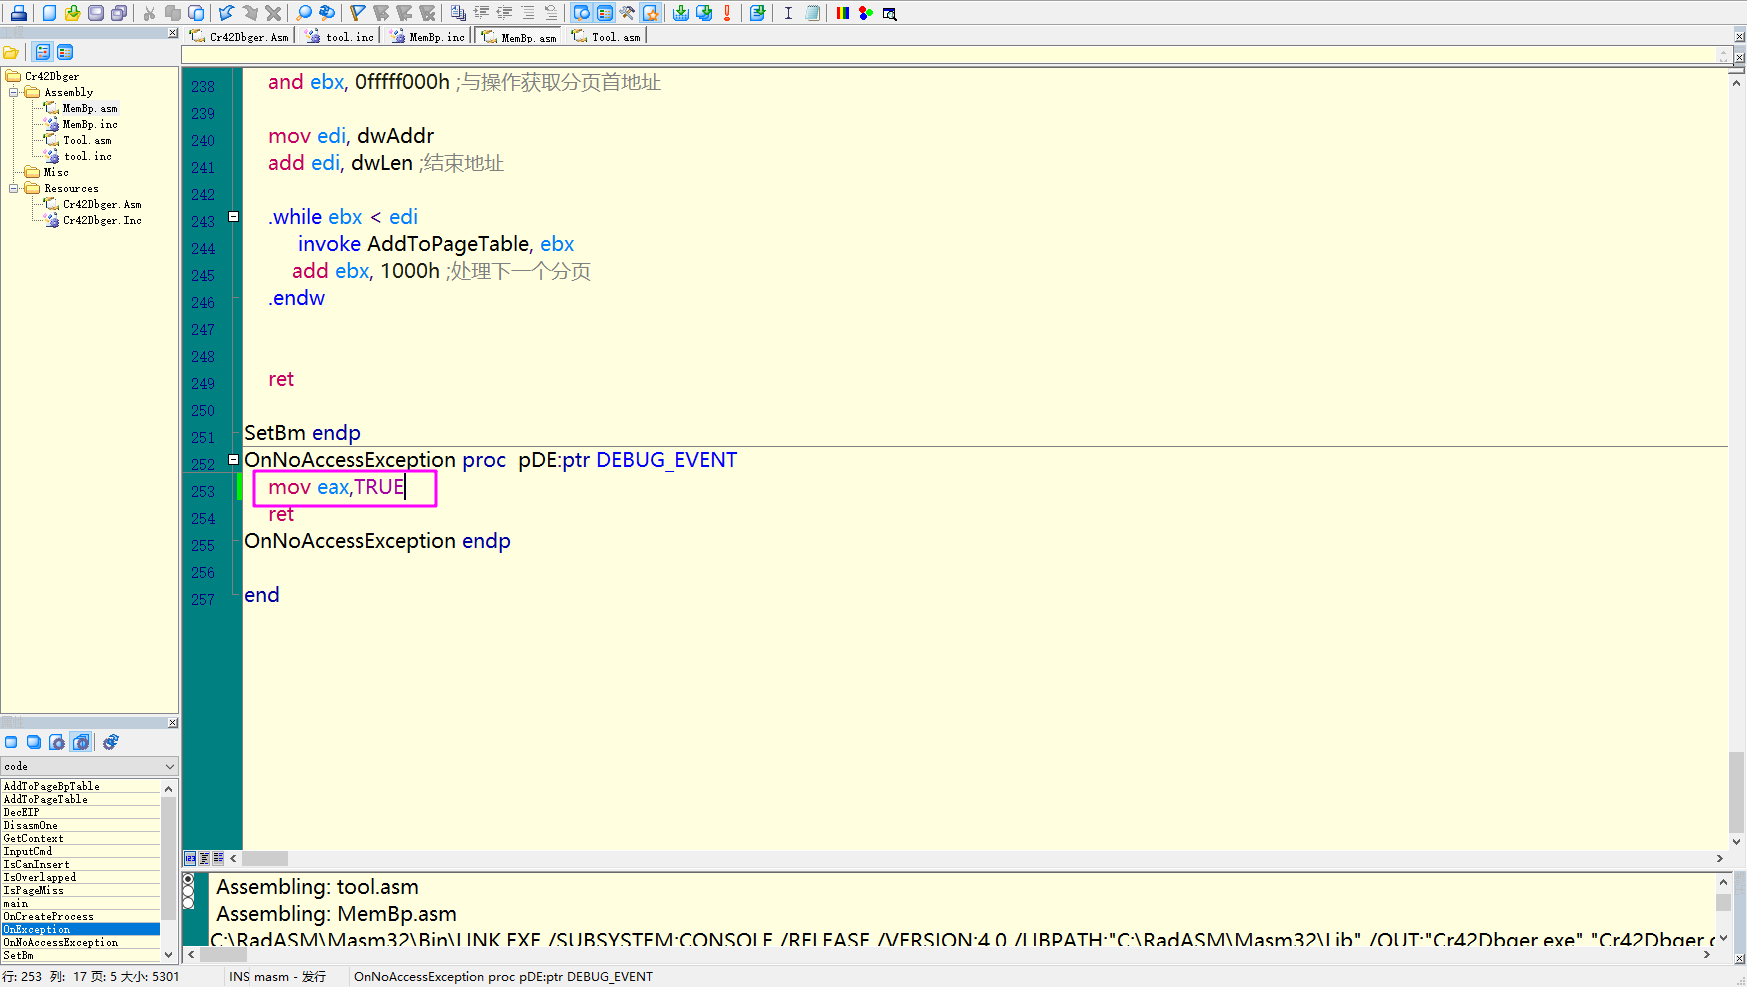 Cr42Dbger.Asm
tool.inc
MemBp.inc
MemBp.asm
Tool.asm
Cr42Dbger
Assembly
MemBp.asm
MemBp.inc
Tool.asm
tool.inc
Misc
Resources
Cr42Dbger.Asm
Cr42Dbger.Inc
238 and ebx, 0fffff000h ;与操作获取分页首地址
239
240 mov edi, dwAddr
241 add edi, dwLen ;结束地址
242
243 .while ebx < edi
244 invoke AddToPageTable, ebx
245 add ebx, 1000h ;处理下一个分页
246 .endw
247
248
249 ret
250
251 SetBm endp
252 OnNoAccessException proc pDE:ptr DEBUG_EVENT
253 mov eax,TRUE
254 ret
255 OnNoAccessException endp
256
257 end
code
AddToPageBpTable
AddToPageTable
DecEIP
DisasmOne
GetContext
InputCmd
IsCanInsert
IsOverlapped
IsPageMiss
main
OnCreateProcess
OnException
OnNoAccessException
SetBm
Assembling: tool.asm
Assembling: MemBp.asm
C:\RadASM\Masm32\Bin\LINK.EXE /SUBSYSTEM:CONSOLE /RELEASE /VERSION:4.0 /LIBPATH:"C:\RadASM\Masm32\Lib" /OUT:"Cr42Dbger.exe" "Cr42Dbger.
行: 253 列: 17 页: 5 大小: 5301
INS masm - 发行
OnNoAccessException proc pDE:ptr DEBUG_EVENT